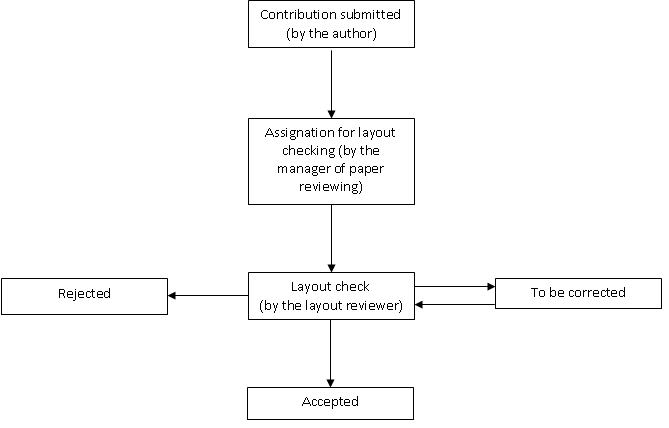 Contribution submitted
(by the author)
Assignation for layout
checking (by the
manager of paper
reviewing)
Rejected
Layout check
(by the layout reviewer)
To be corrected
Accepted